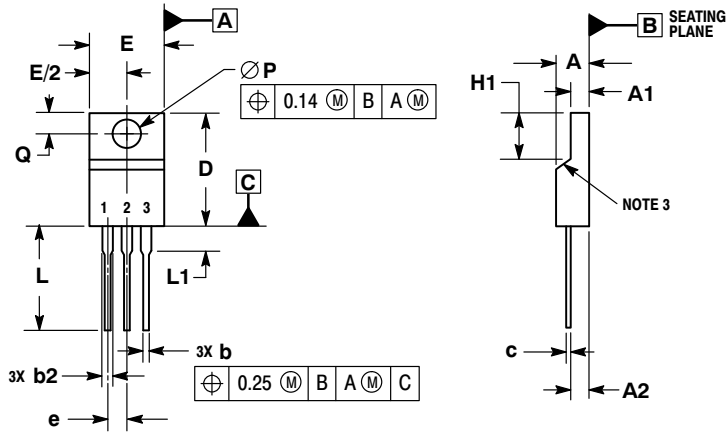 A
E
E/2
Ø P
⌖ 0.14 Ⓜ B A Ⓜ
Q
D
C
1 2 3
L
L1
3X b
3X b2
⌖ 0.25 Ⓜ B A Ⓜ C
e
B SEATING
PLANE
A
H1
A1
NOTE 3
c
A2